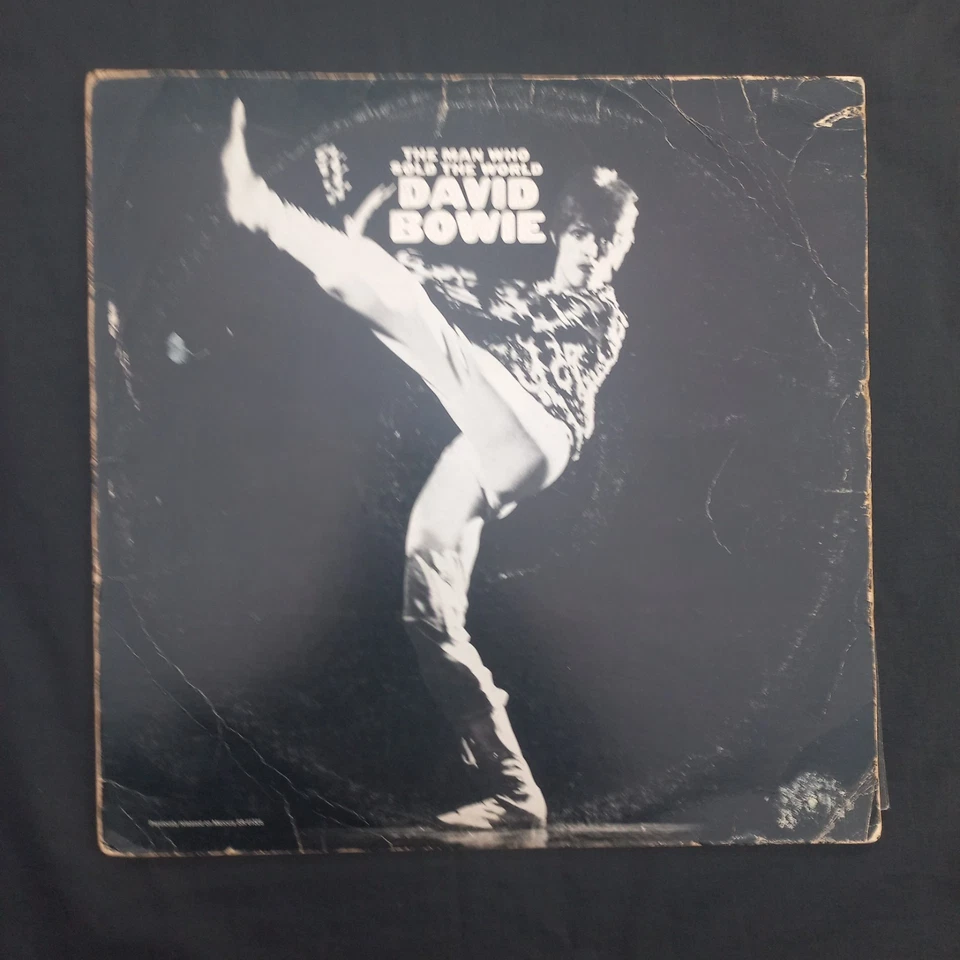 THE MAN WHO
SOLD THE WORLD
DAVID
BOWIE